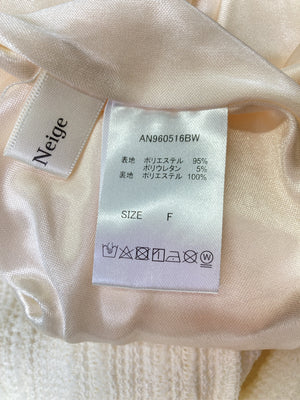 Neige
AN960516BW
表地 ポリエステル 95%
ポリウレタン 5%
裏地 ポリエステル 100%
SIZE F